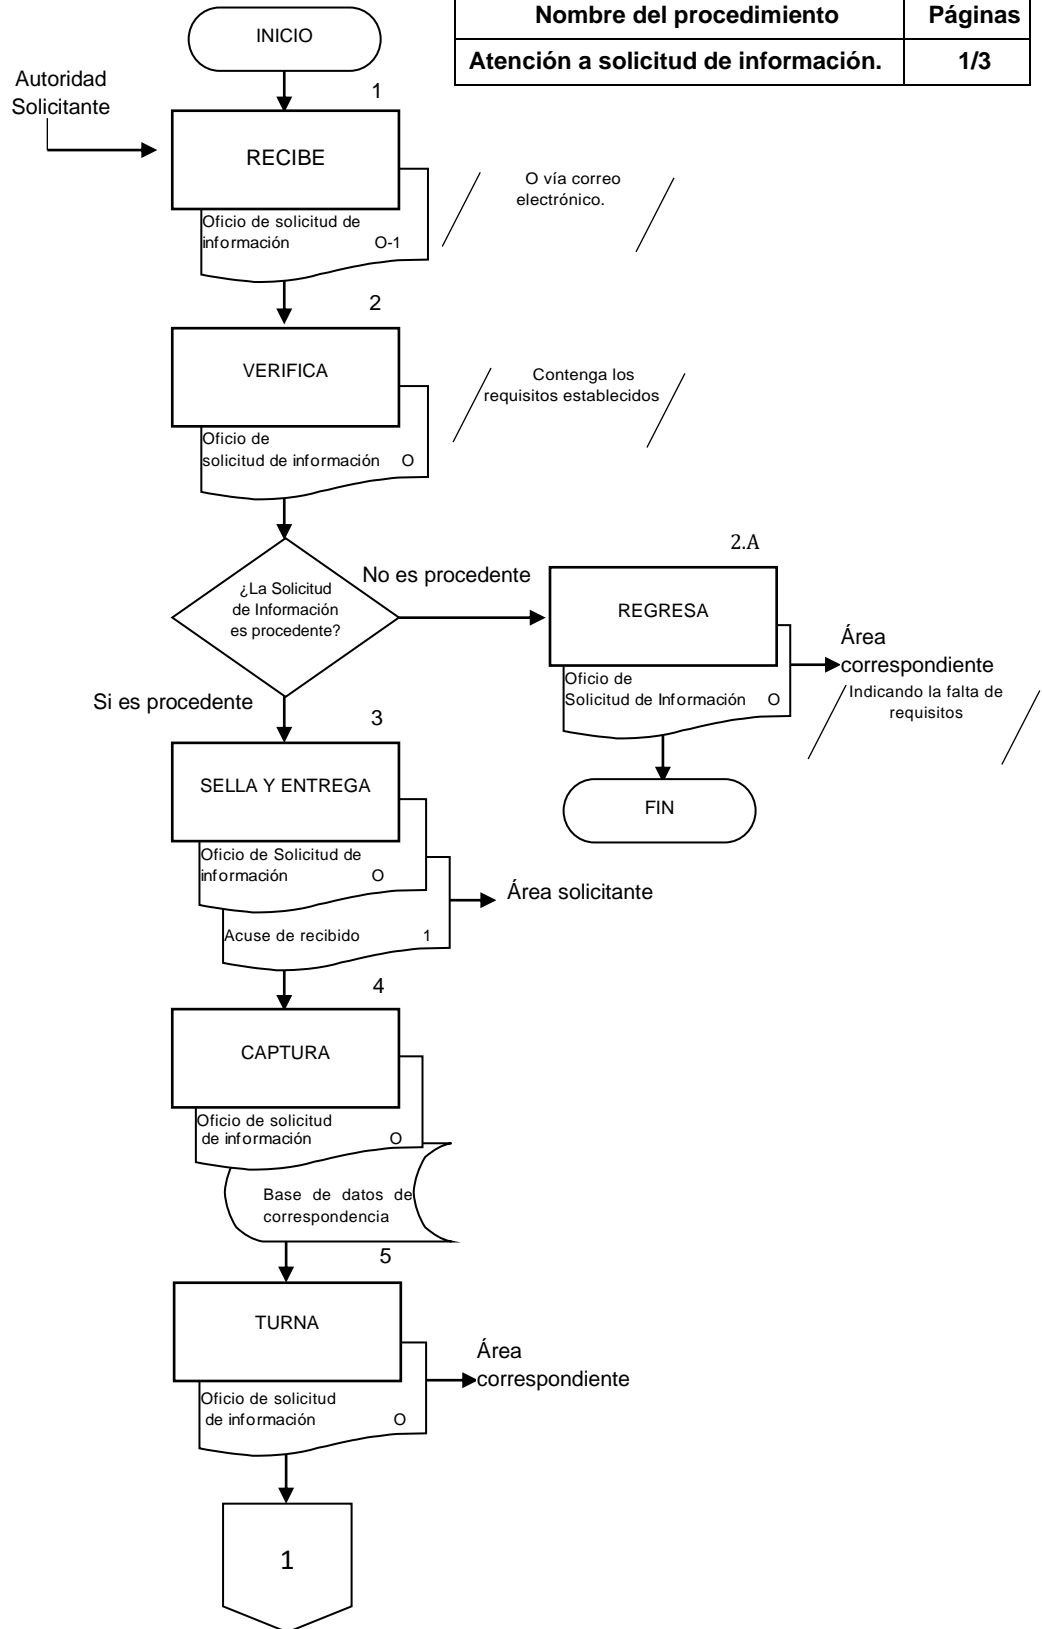 Nombre del procedimiento Páginas
Atención a solicitud de información. 1/3
INICIO
Autoridad
Solicitante
1
RECIBE
Oficio de solicitud de
información O-1
O vía correo
electrónico.
2
VERIFICA
Oficio de
solicitud de información O
Contenga los
requisitos establecidos
¿La Solicitud
de Información
es procedente?
No es procedente
2.A
REGRESA
Oficio de
Solicitud de Información O
Área
correspondiente
Indicando la falta de
requisitos
FIN
Si es procedente
3
SELLA Y ENTREGA
Oficio de Solicitud de
información O
Acuse de recibido 1
Área solicitante
4
CAPTURA
Oficio de solicitud
de información O
Base de datos de
correspondencia
5
TURNA
Oficio de solicitud
de información O
Área
correspondiente
1